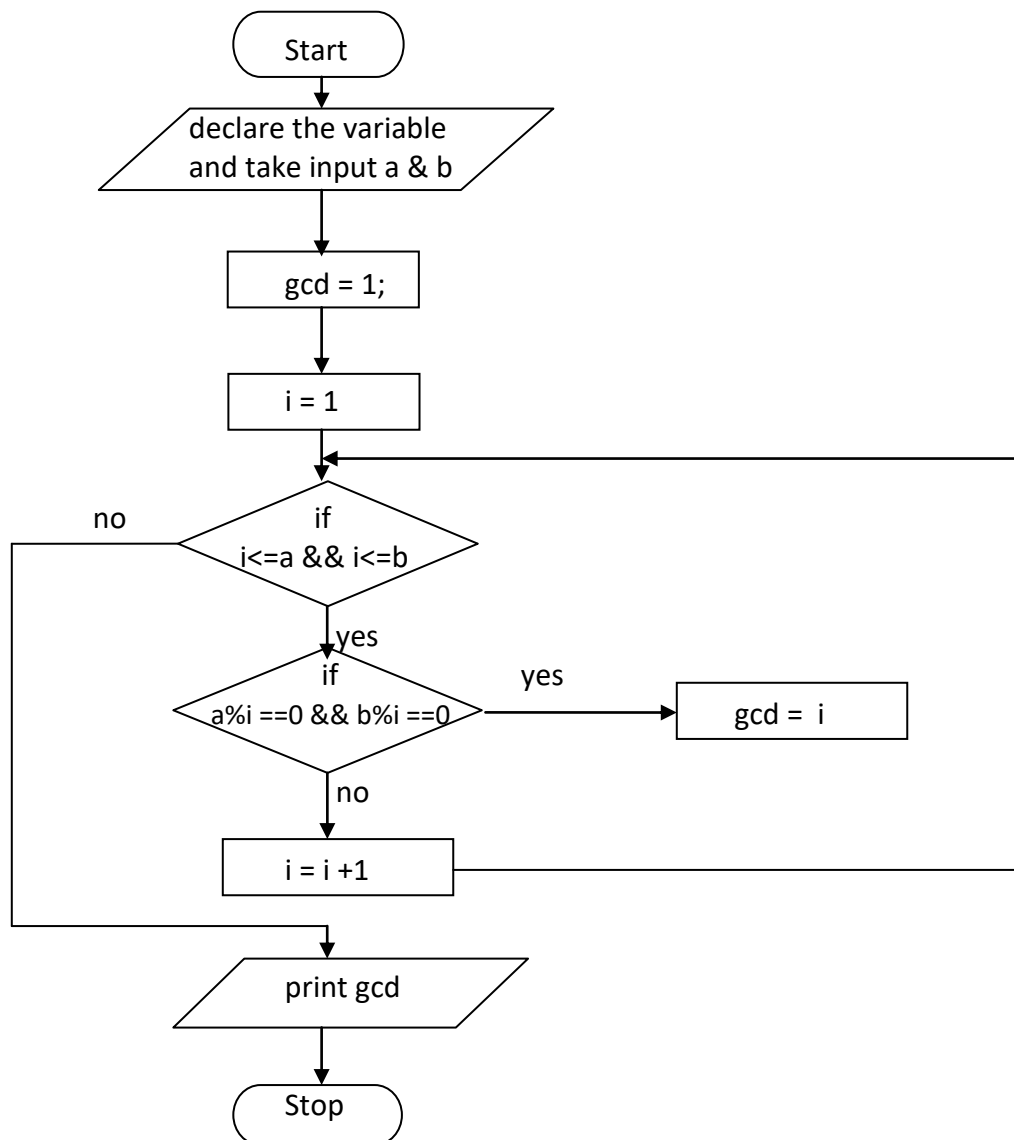 Start
declare the variable
and take input a & b
gcd = 1;
i = 1
no
if
i<=a && i<=b
yes
if
a%i ==0 && b%i ==0
yes
gcd = i
no
i = i +1
print gcd
Stop